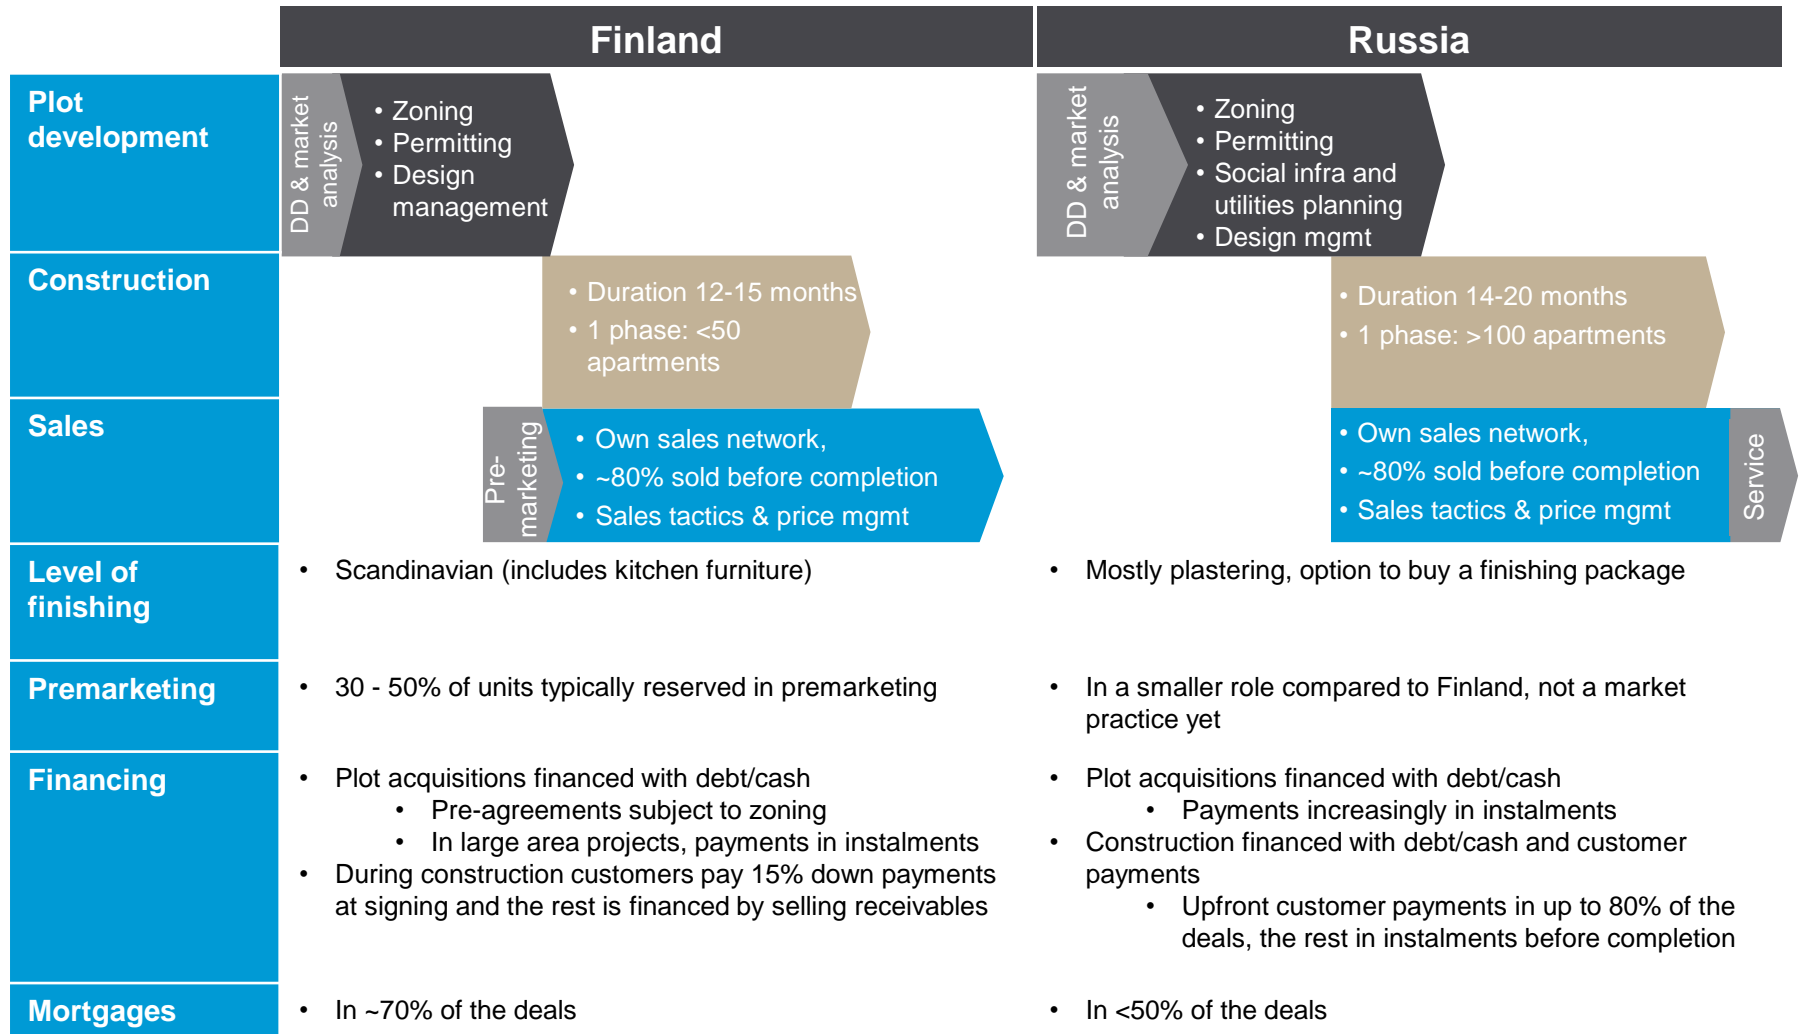 Finland
Russia
Plot
development
DD & market
analysis
• Zoning
• Permitting
• Design
management
DD & market
analysis
• Zoning
• Permitting
• Social infra and
utilities planning
• Design mgmt
Construction
• Duration 12-15 months
• 1 phase: <50
apartments
• Duration 14-20 months
• 1 phase: >100 apartments
Sales
Pre-
marketing
• Own sales network,
• ~80% sold before completion
• Sales tactics & price mgmt
• Own sales network,
• ~80% sold before completion
• Sales tactics & price mgmt
Service
Level of
finishing
• Scandinavian (includes kitchen furniture)
• Mostly plastering, option to buy a finishing package
Premarketing
• 30 - 50% of units typically reserved in premarketing
• In a smaller role compared to Finland, not a market
practice yet
Financing
• Plot acquisitions financed with debt/cash
• Pre-agreements subject to zoning
• In large area projects, payments in instalments
• During construction customers pay 15% down payments
at signing and the rest is financed by selling receivables
• Plot acquisitions financed with debt/cash
• Payments increasingly in instalments
• Construction financed with debt/cash and customer
payments
• Upfront customer payments in up to 80% of the
deals, the rest in instalments before completion
Mortgages
• In ~70% of the deals
• In <50% of the deals